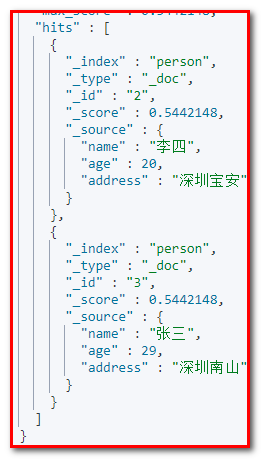 "max_score" : 0.5442148,
"hits" : [
{
"_index" : "person",
"_type" : "_doc",
"_id" : "2",
"_score" : 0.5442148,
"_source" : {
"name" : "李四",
"age" : 20,
"address" : "深圳宝安"
}
},
{
"_index" : "person",
"_type" : "_doc",
"_id" : "3",
"_score" : 0.5442148,
"_source" : {
"name" : "张三",
"age" : 29,
"address" : "深圳南山"
}
}
]
}